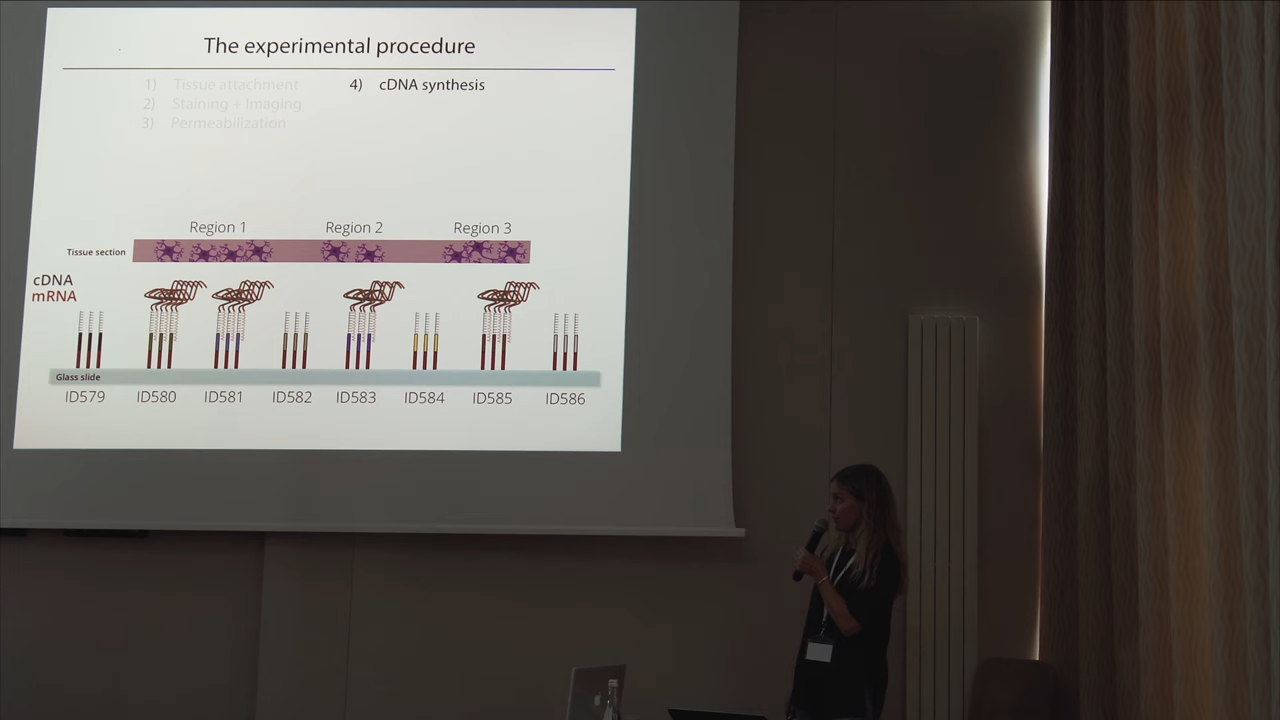 The experimental procedure
1) Tissue attachment
2) Staining + Imaging
3) Permeabilization
4) cDNA synthesis
Region 1 Region 2 Region 3
Tissue section
cDNA
mRNA
Glass slide
ID579 ID580 ID581 ID582 ID583 ID584 ID585 ID586